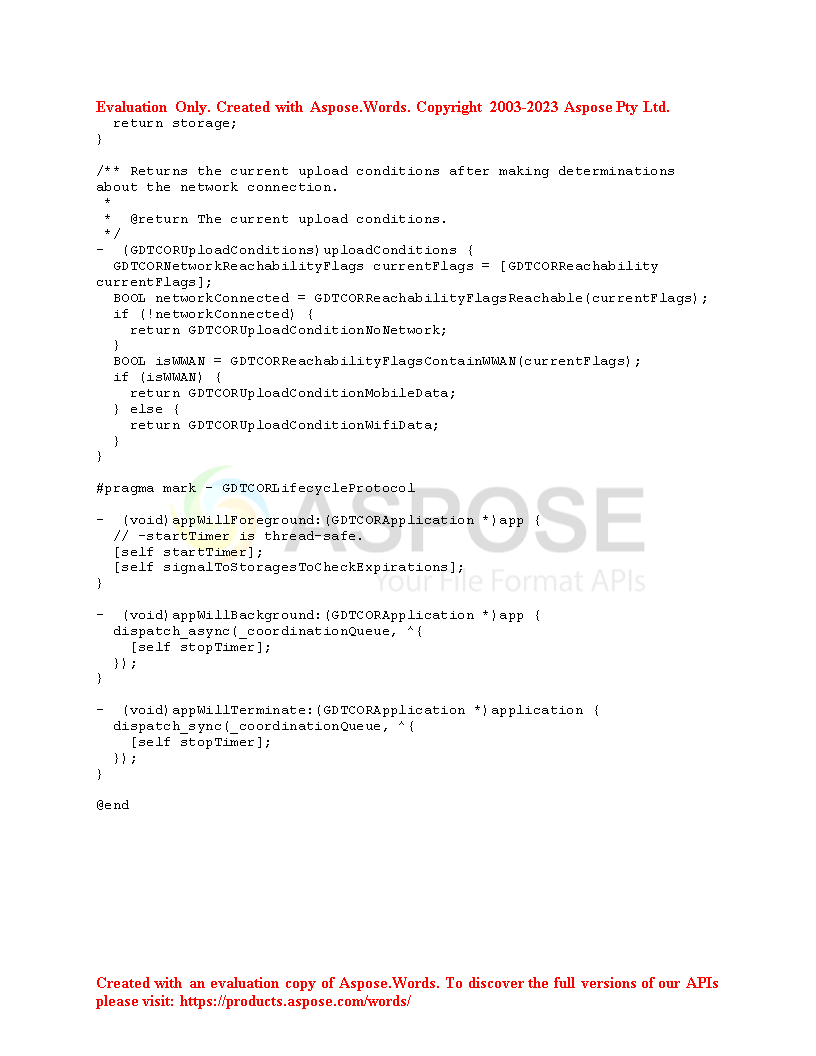 Evaluation Only. Created with Aspose.Words. Copyright 2003-2023 Aspose Pty Ltd.
  return storage;
}

/** Returns the current upload conditions after making determinations
about the network connection.
 *
 *  @return The current upload conditions.
 */
-  (GDTCORUploadConditions)uploadConditions {
  GDTCORNetworkReachabilityFlags currentFlags = [GDTCORReachability
currentFlags];
  BOOL networkConnected = GDTCORReachabilityFlagsReachable(currentFlags);
  if (!networkConnected) {
    return GDTCORUploadConditionNoNetwork;
  }
  BOOL isWWAN = GDTCORReachabilityFlagsContainWWAN(currentFlags);
  if (isWWAN) {
    return GDTCORUploadConditionMobileData;
  } else {
    return GDTCORUploadConditionWifiData;
  }
}

#pragma mark - GDTCORLifecycleProtocol

-  (void)appWillForeground:(GDTCORApplication *)app {
  // -startTimer is thread-safe.
  [self startTimer];
  [self signalToStoragesToCheckExpirations];
}
ASPOSE
Your File Format APIs

-  (void)appWillBackground:(GDTCORApplication *)app {
  dispatch_async(_coordinationQueue, ^{
    [self stopTimer];
  });
}

-  (void)appWillTerminate:(GDTCORApplication *)application {
  dispatch_sync(_coordinationQueue, ^{
    [self stopTimer];
  });
}

@end

Created with an evaluation copy of Aspose.Words. To discover the full versions of our APIs
please visit: https://products.aspose.com/words/